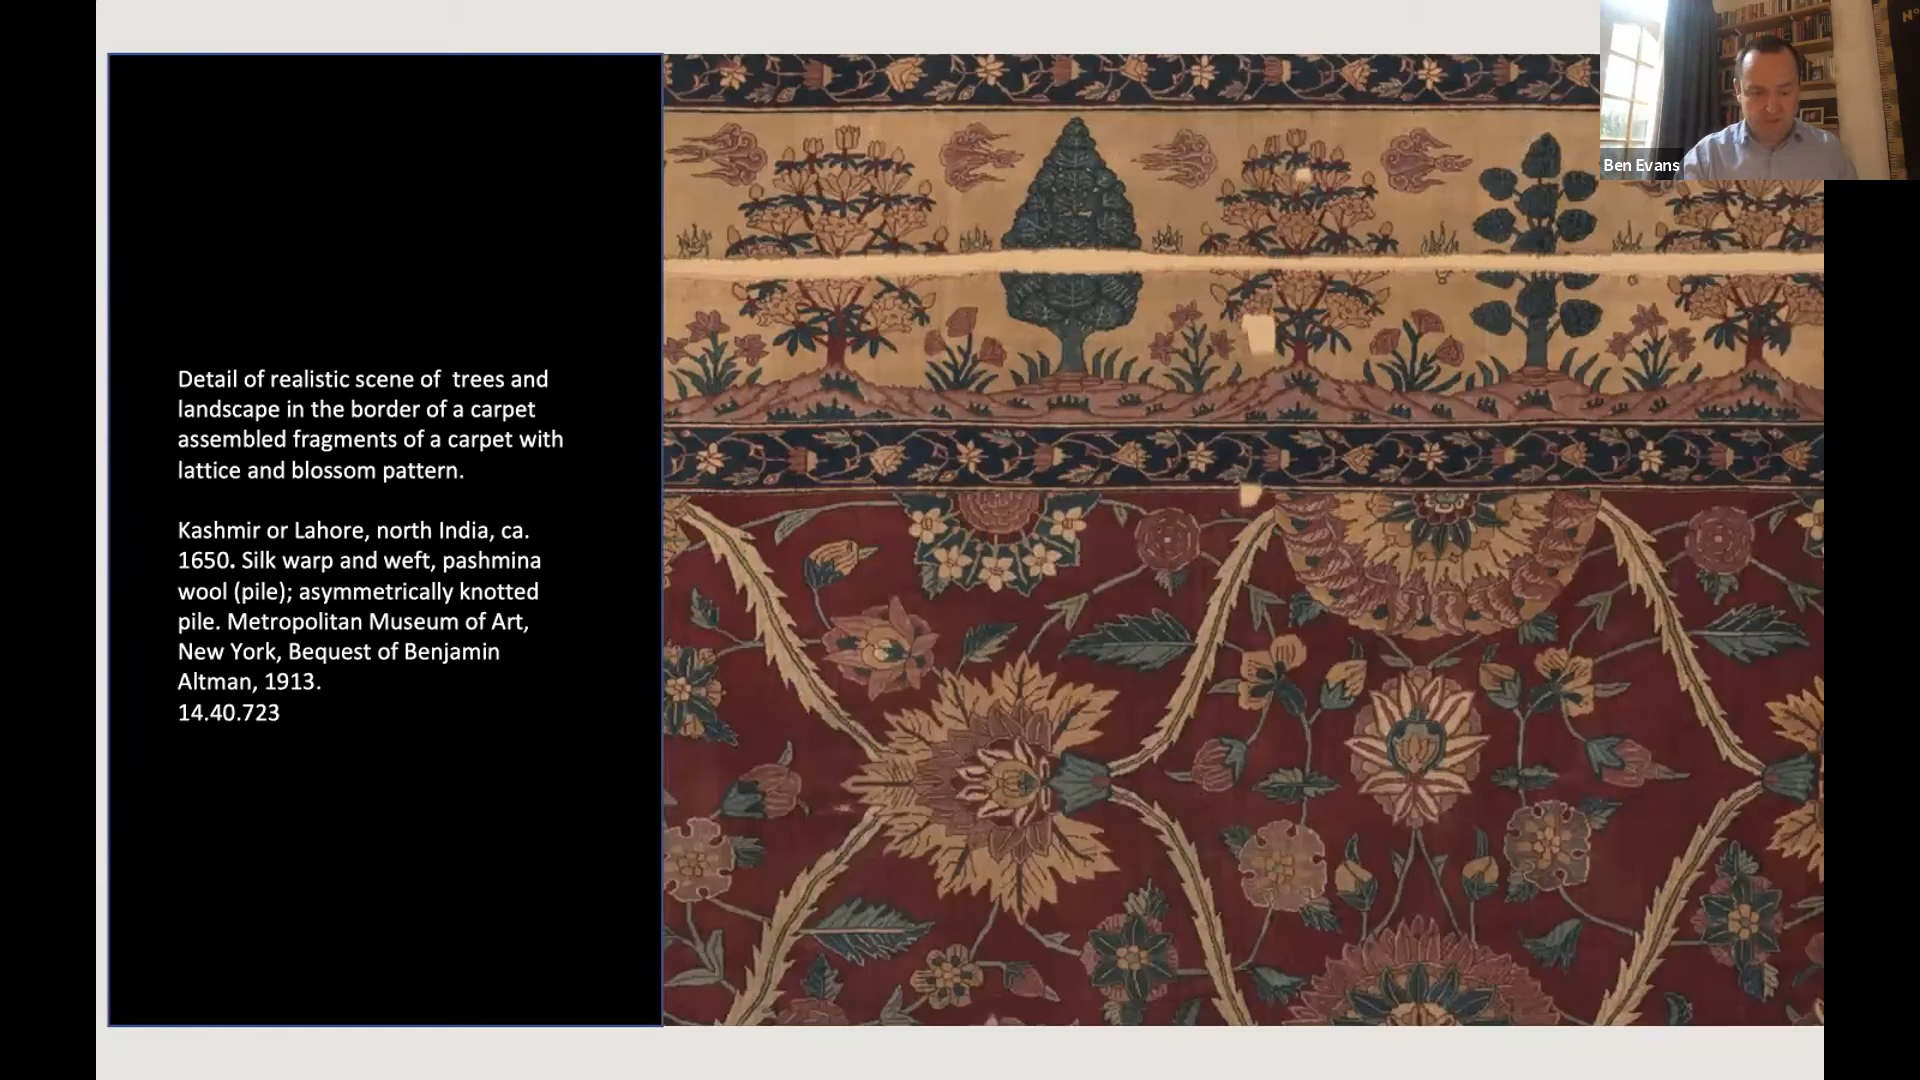 Detail of realistic scene of trees and
landscape in the border of a carpet
assembled fragments of a carpet with
lattice and blossom pattern.
Kashmir or Lahore, north India, ca.
1650. Silk warp and weft, pashmina
wool (pile); asymmetrically knotted
pile. Metropolitan Museum of Art,
New York, Bequest of Benjamin
Altman, 1913.
14.40.723
Ben Evans